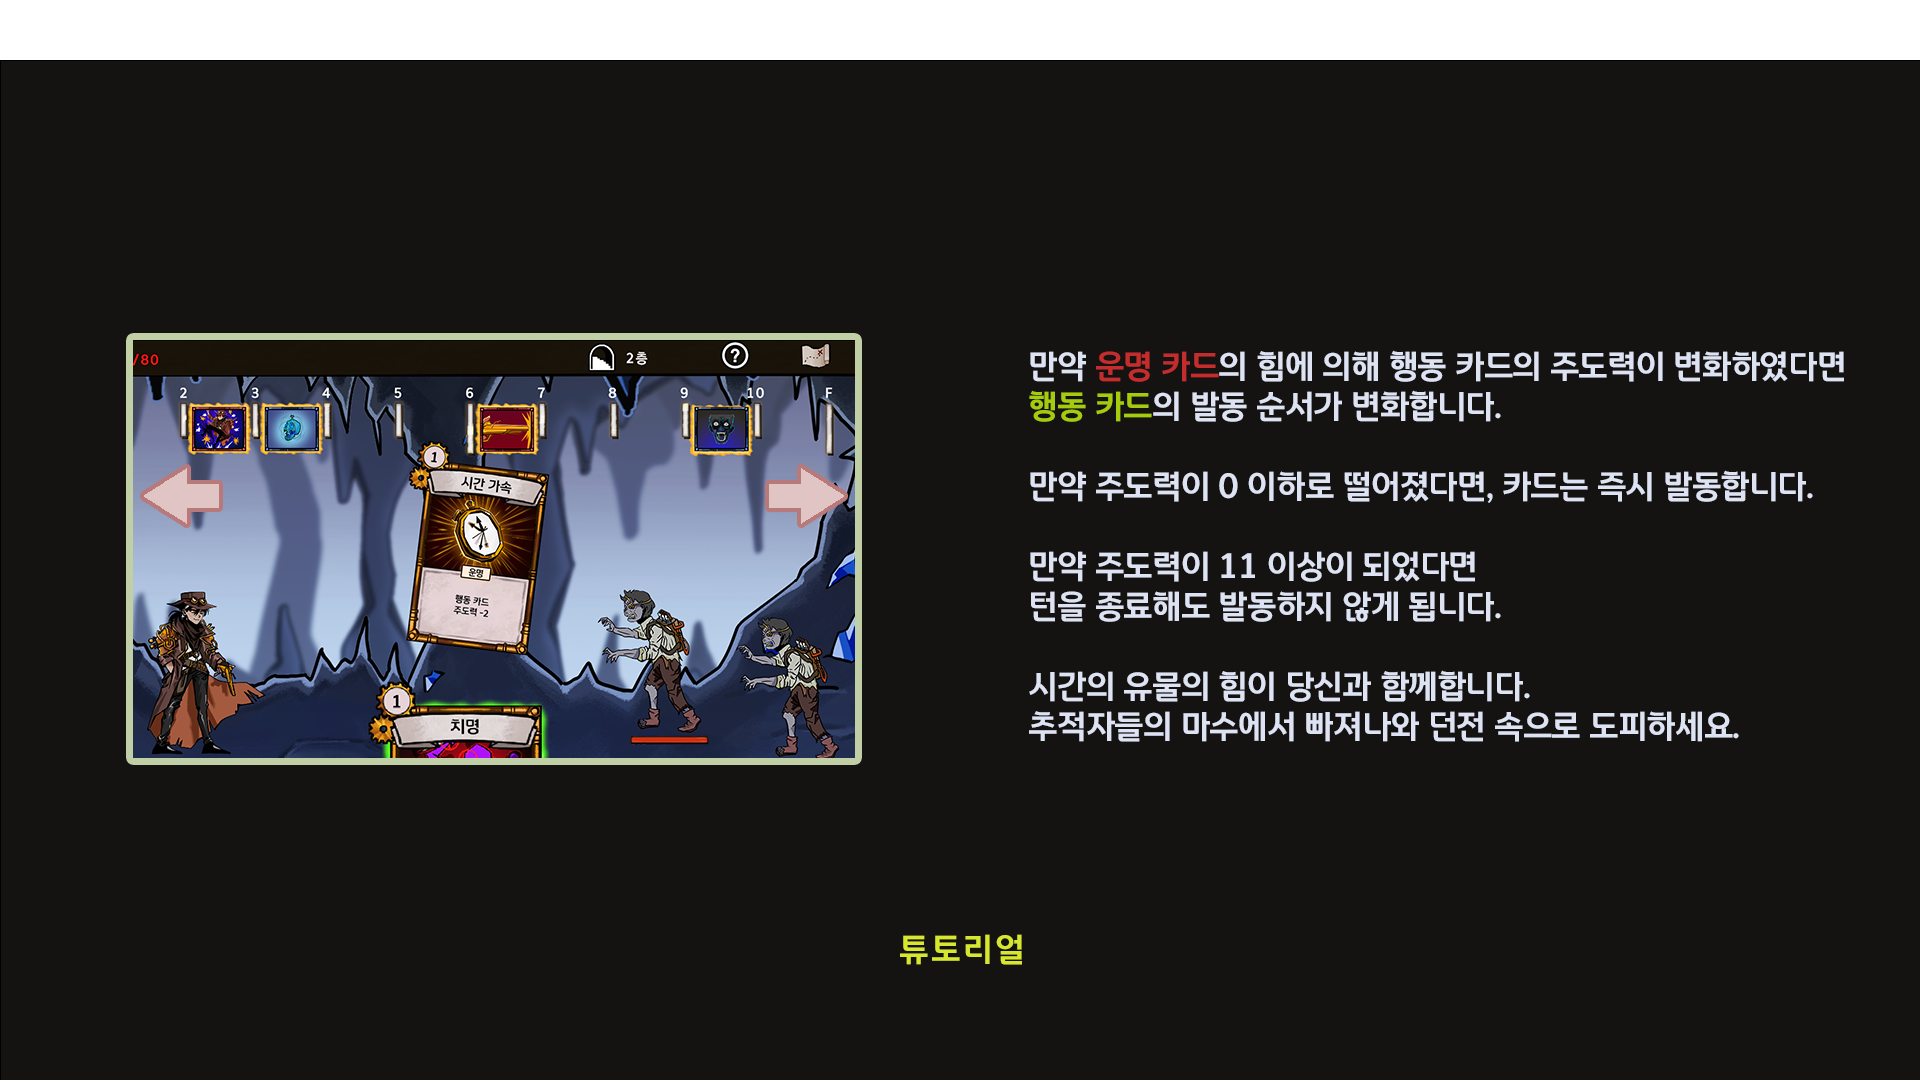 /80
2층
?
2 3 4 5 6 7 8 9 10 F
1
시간 가속
운명
행동 카드
주도력 -2
1
치명
만약 운명 카드의 힘에 의해 행동 카드의 주도력이 변화하였다면
행동 카드의 발동 순서가 변화합니다.
만약 주도력이 0 이하로 떨어졌다면, 카드는 즉시 발동합니다.
만약 주도력이 11 이상이 되었다면
턴을 종료해도 발동하지 않게 됩니다.
시간의 유물의 힘이 당신과 함께합니다.
추적자들의 마수에서 빠져나와 던전 속으로 도피하세요.
튜토리얼